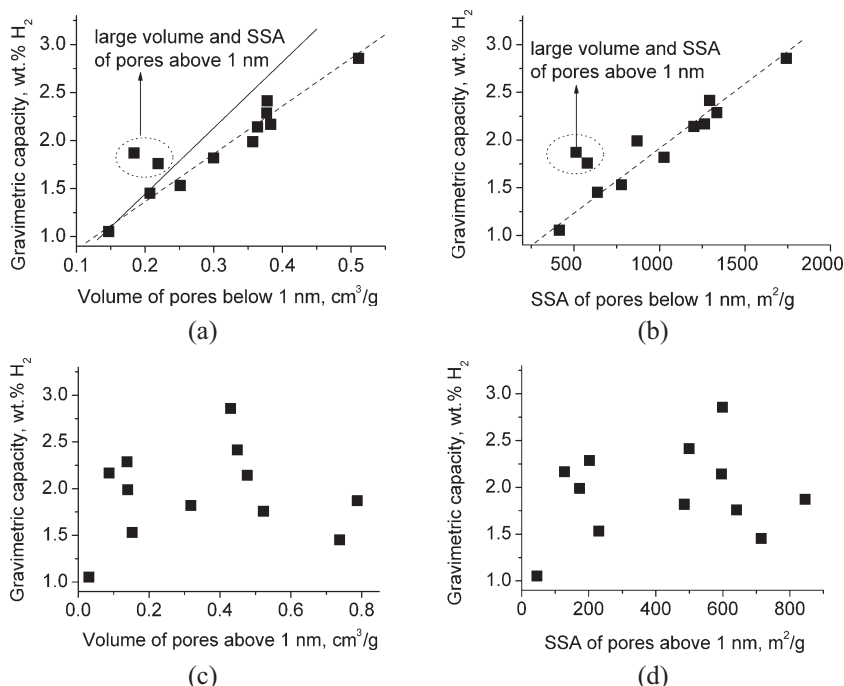 3.0
2.5
2.0
1.5
1.0
Gravimetric capacity, wt.% H2
large volume and SSA
of pores above 1 nm
0.1 0.2 0.3 0.4 0.5
Volume of pores below 1 nm, cm3/g
(a)
3.0
2.5
2.0
1.5
1.0
Gravimetric capacity, wt.% H2
large volume and SSA
of pores above 1 nm
500 1000 1500 2000
SSA of pores below 1 nm, m2/g
(b)
3.0
2.5
2.0
1.5
1.0
Gravimetric capacity, wt.% H2
0.0 0.2 0.4 0.6 0.8
Volume of pores above 1 nm, cm3/g
(c)
3.0
2.5
2.0
1.5
1.0
Gravimetric capacity, wt.% H2
0 200 400 600 800
SSA of pores above 1 nm, m2/g
(d)